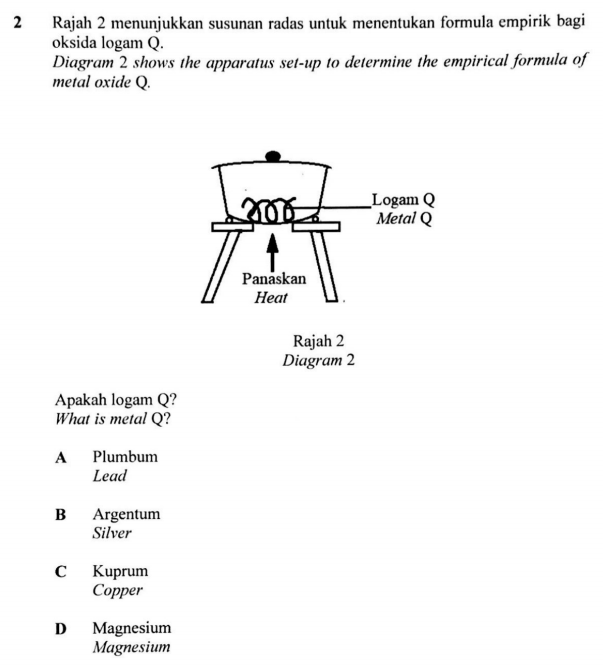 2 Rajah 2 menunjukkan susunan radas untuk menentukan formula empirik bagi
oksida logam Q.
Diagram 2 shows the apparatus set-up to determine the empirical formula of
metal oxide Q.
Logam Q
Metal Q
Panaskan
Heat
Rajah 2
Diagram 2
Apakah logam Q?
What is metal Q?
A Plumbum
Lead
B Argentum
Silver
C Kuprum
Copper
D Magnesium
Magnesium